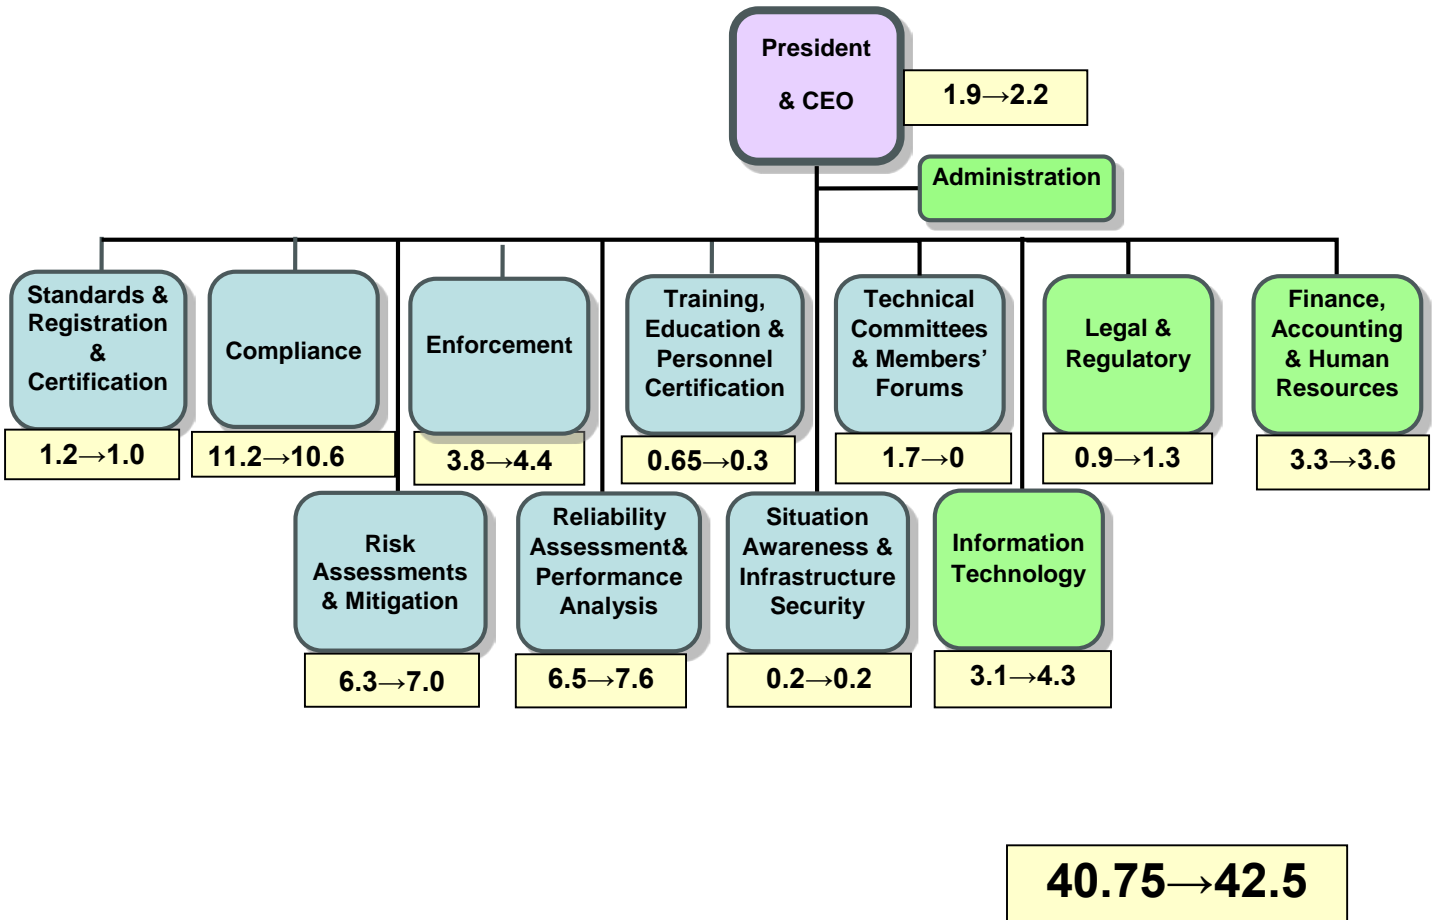 President
& CEO
1.9→2.2
Administration
Standards &
Registration
&
Certification
1.2→1.0
Compliance
11.2→10.6
Enforcement
3.8→4.4
Training,
Education &
Personnel
Certification
0.65→0.3
Technical
Committees
& Members’
Forums
1.7→0
Legal &
Regulatory
0.9→1.3
Finance,
Accounting
& Human
Resources
3.3→3.6
Risk
Assessments
& Mitigation
6.3→7.0
Reliability
Assessment&
Performance
Analysis
6.5→7.6
Situation
Awareness &
Infrastructure
Security
0.2→0.2
Information
Technology
3.1→4.3
40.75→42.5